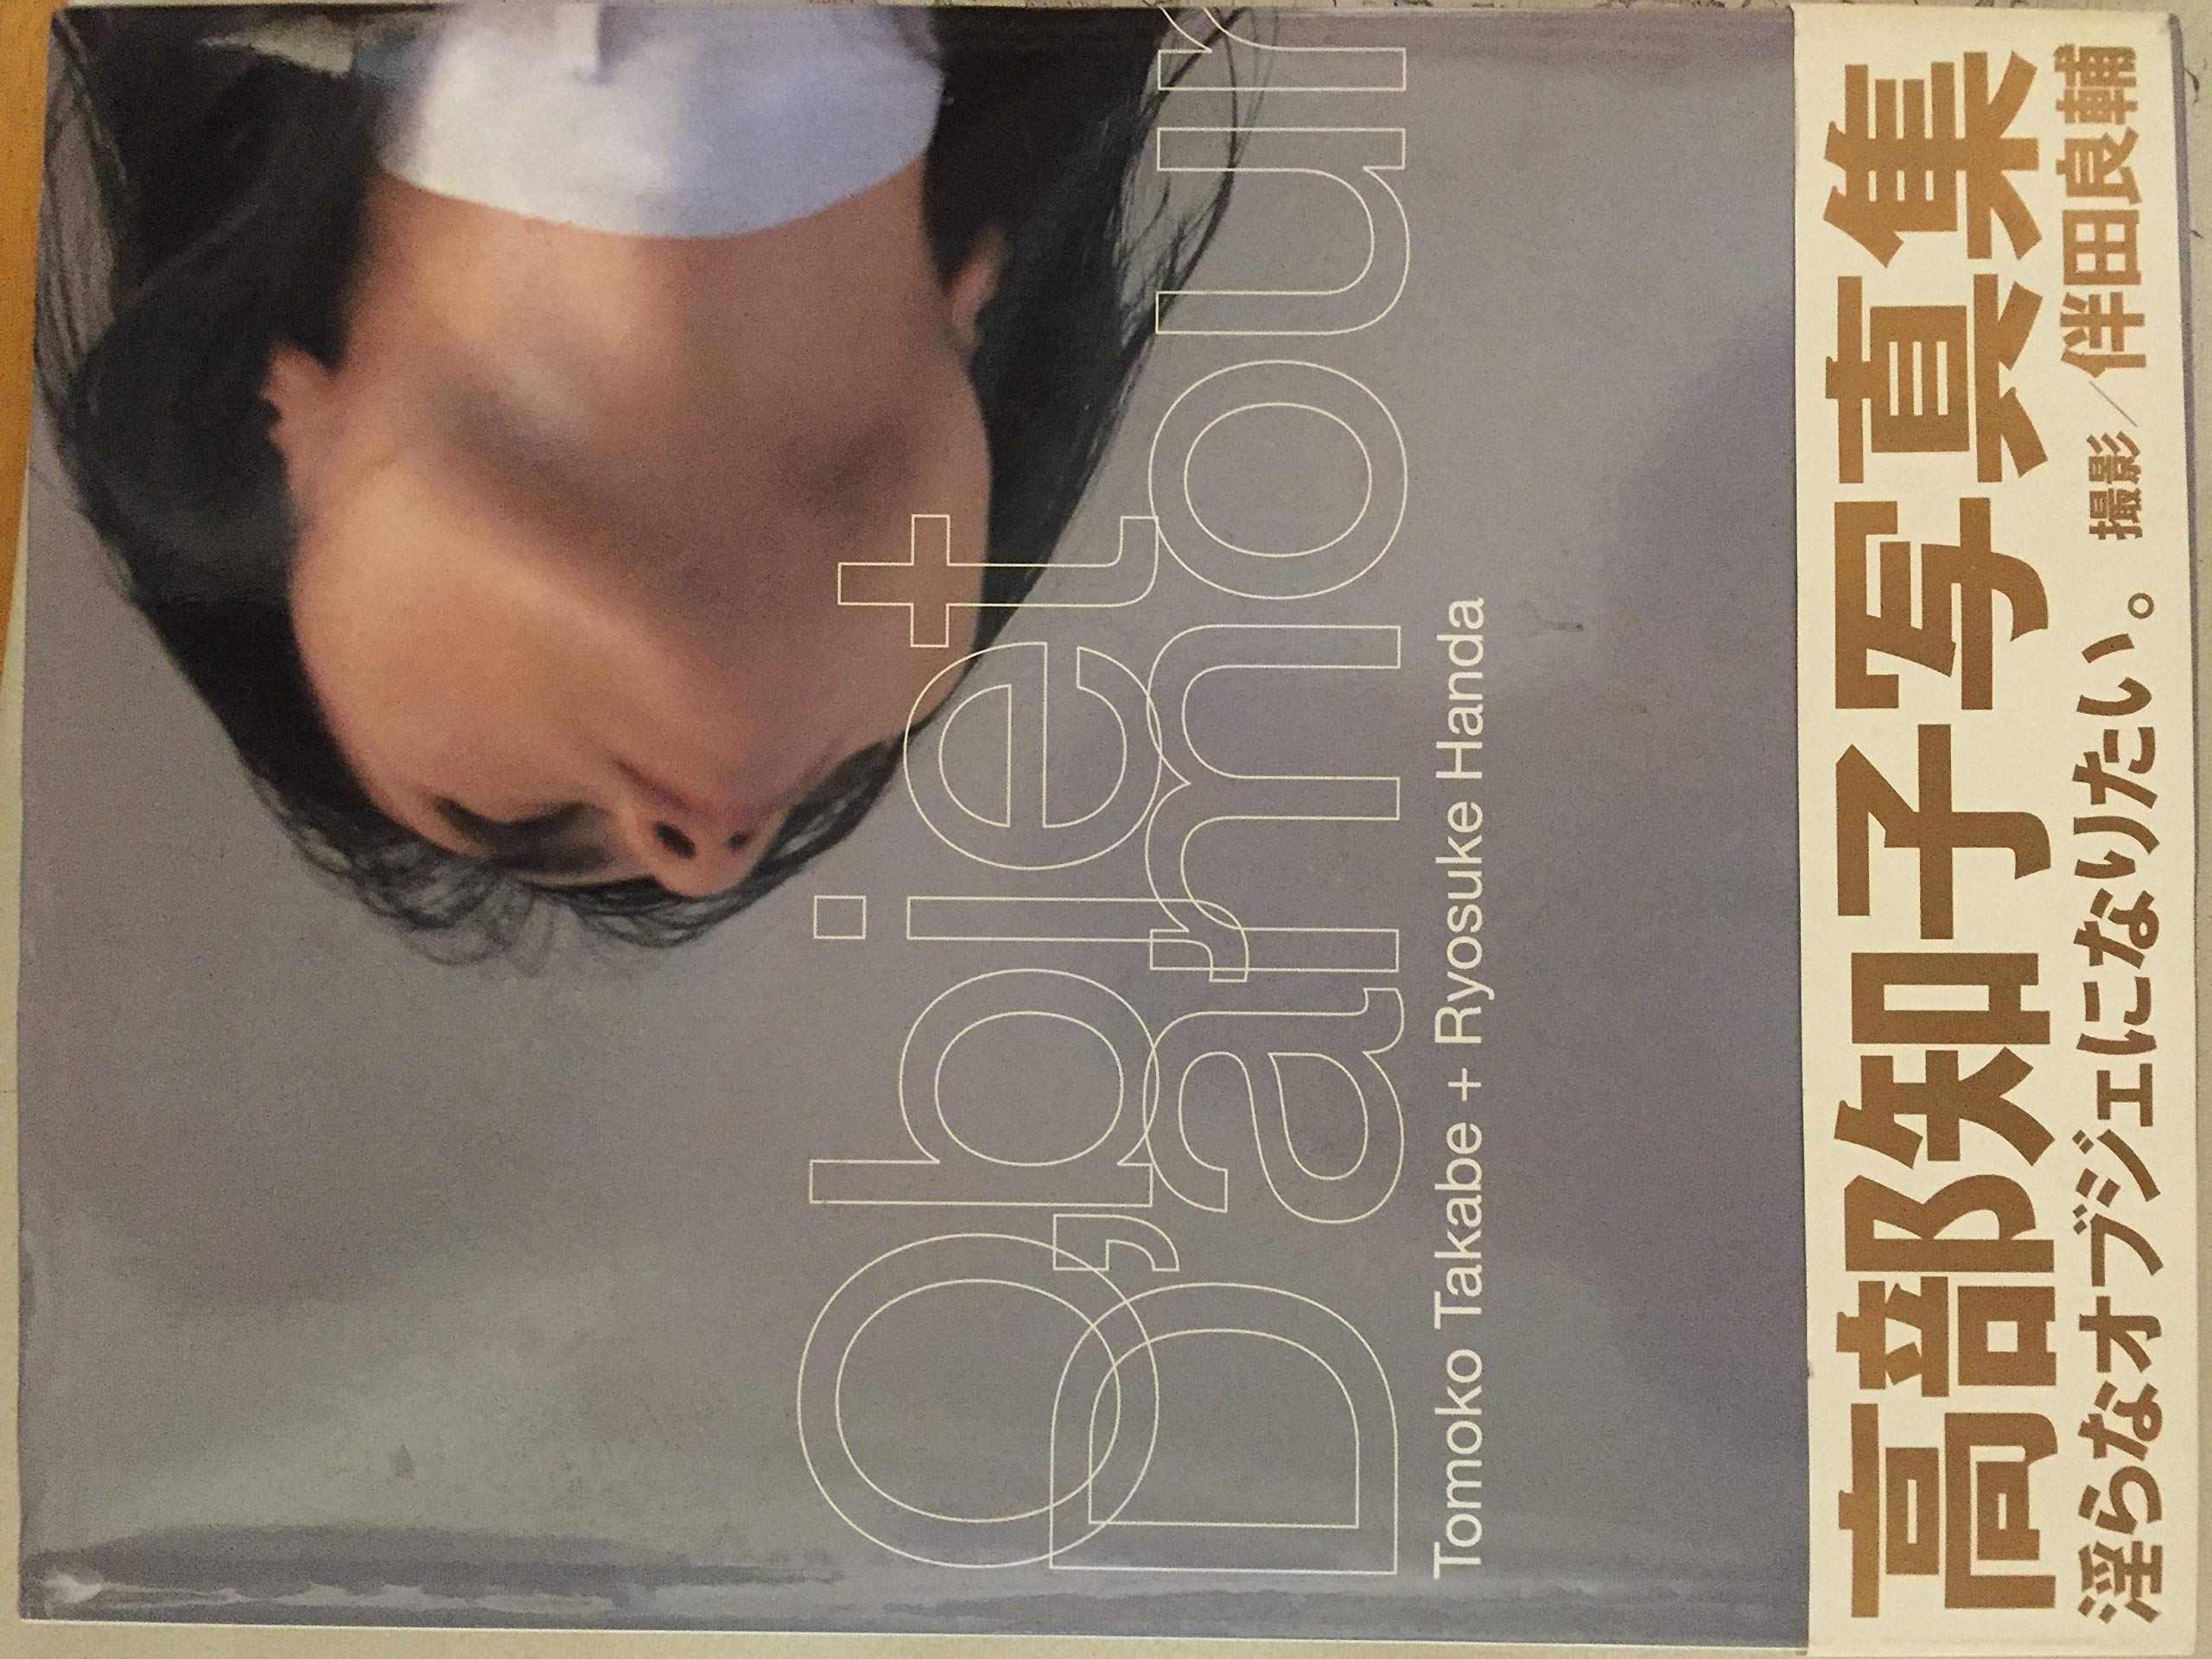 Objet
D'amour
Tomoko Takabe + Ryosuke Handa
高部知子写真集
淫らなオブジェになりたい。 撮影／伴田良輔